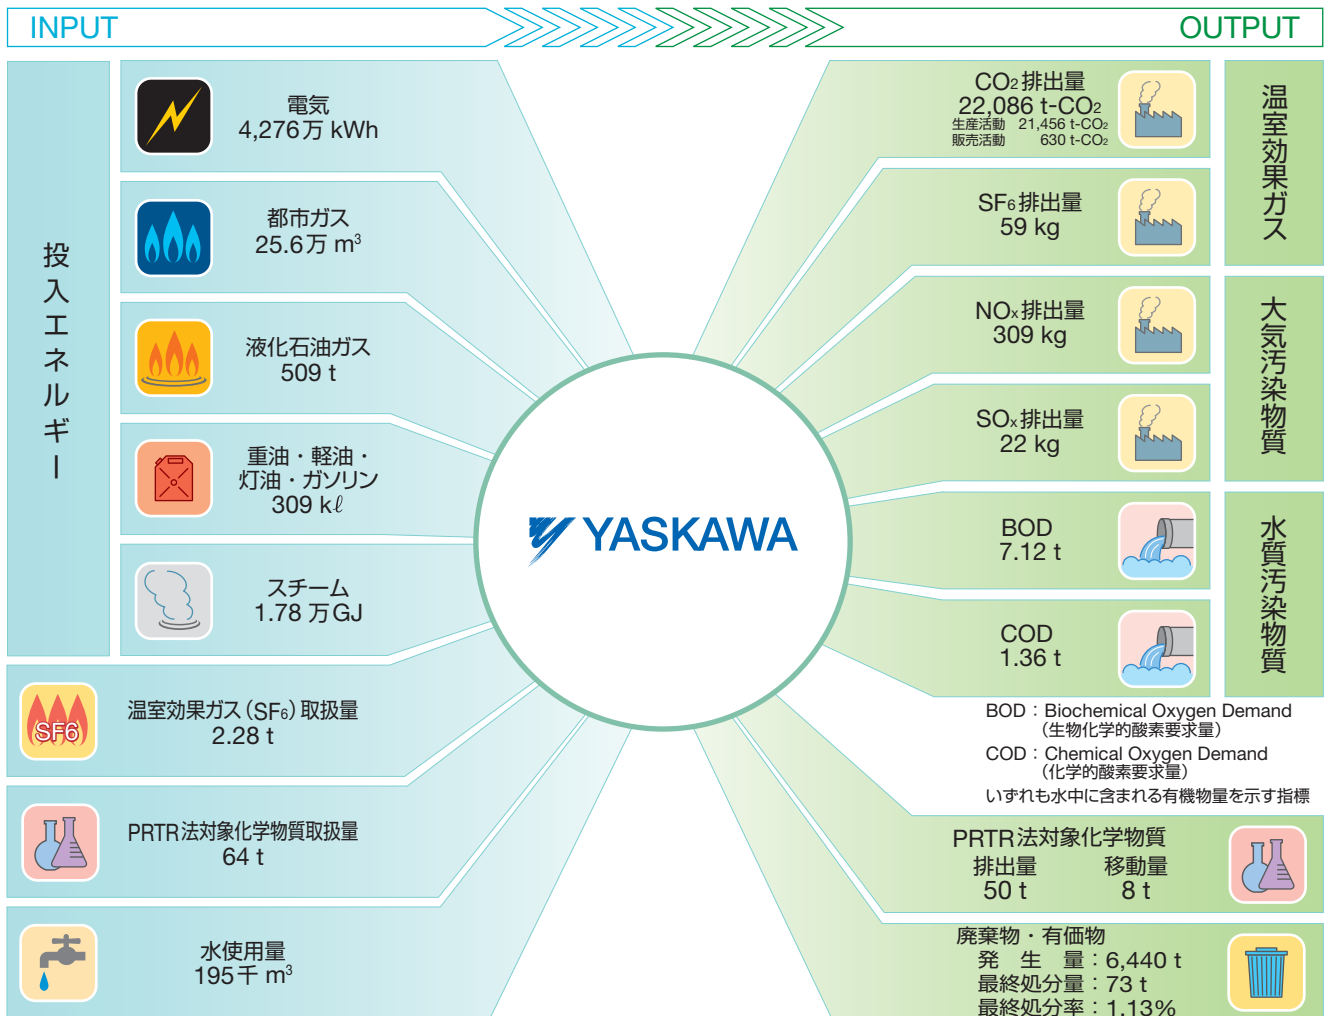 INPUT
OUTPUT
投入エネルギー
電気
4,276万 kWh
都市ガス
25.6万 m³
液化石油ガス
509 t
重油・軽油・
灯油・ガソリン
309 kℓ
スチーム
1.78 万GJ
SF6
温室効果ガス（SF₆）取扱量
2.28 t
PRTR法対象化学物質取扱量
64 t
水使用量
195千 m³
YASKAWA
CO₂排出量
22,086 t-CO₂
生産活動 21,456 t-CO₂
販売活動 630 t-CO₂
SF₆排出量
59 kg
温室効果ガス
NOx排出量
309 kg
SOx排出量
22 kg
大気汚染物質
BOD
7.12 t
COD
1.36 t
水質汚染物質
BOD：Biochemical Oxygen Demand
（生物化学的酸素要求量）
COD：Chemical Oxygen Demand
（化学的酸素要求量）
いずれも水中に含まれる有機物量を示す指標
PRTR法対象化学物質
排出量 移動量
50 t 8 t
廃棄物・有価物
発 生 量：6,440 t
最終処分量：73 t
最終処分率：1.13%